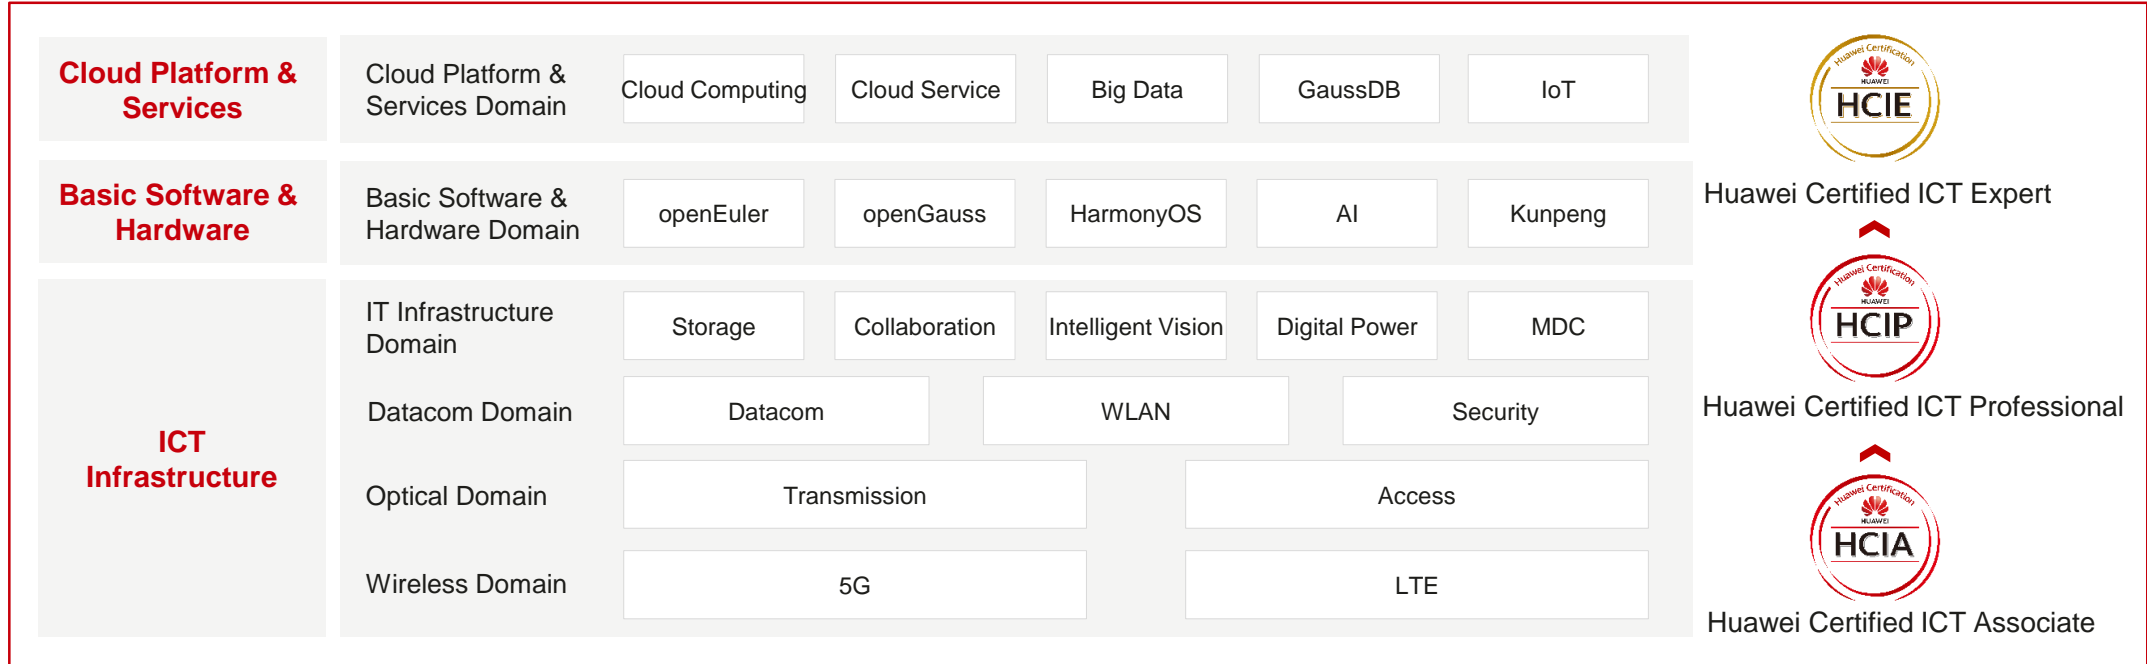 Cloud Platform &
Services
Cloud Platform &
Services Domain
Cloud Computing
Cloud Service
Big Data
GaussDB
IoT
Basic Software &
Hardware
Basic Software &
Hardware Domain
openEuler
openGauss
HarmonyOS
AI
Kunpeng
ICT
Infrastructure
IT Infrastructure
Domain
Storage
Collaboration
Intelligent Vision
Digital Power
MDC
Datacom Domain
Datacom
WLAN
Security
Optical Domain
Transmission
Access
Wireless Domain
5G
LTE
Huawei Certification
HUAWEI
HCIE
Huawei Certified ICT Expert
Huawei Certification
HUAWEI
HCIP
Huawei Certified ICT Professional
Huawei Certification
HUAWEI
HCIA
Huawei Certified ICT Associate